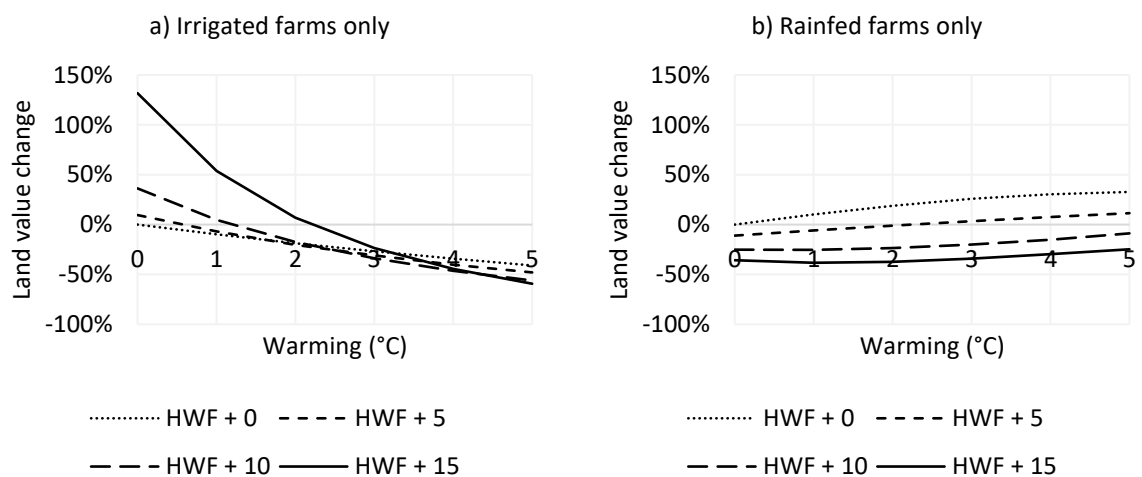 a) Irrigated farms only
Land value change
150%
100%
50%
0%
-50%
-100%
0 1 2 3 4 5
Warming (°C)
HWF + 0 HWF + 5
HWF + 10 HWF + 15
b) Rainfed farms only
Land value change
150%
100%
50%
0%
-50%
-100%
0 1 2 3 4 5
Warming (°C)
HWF + 0 HWF + 5
HWF + 10 HWF + 15